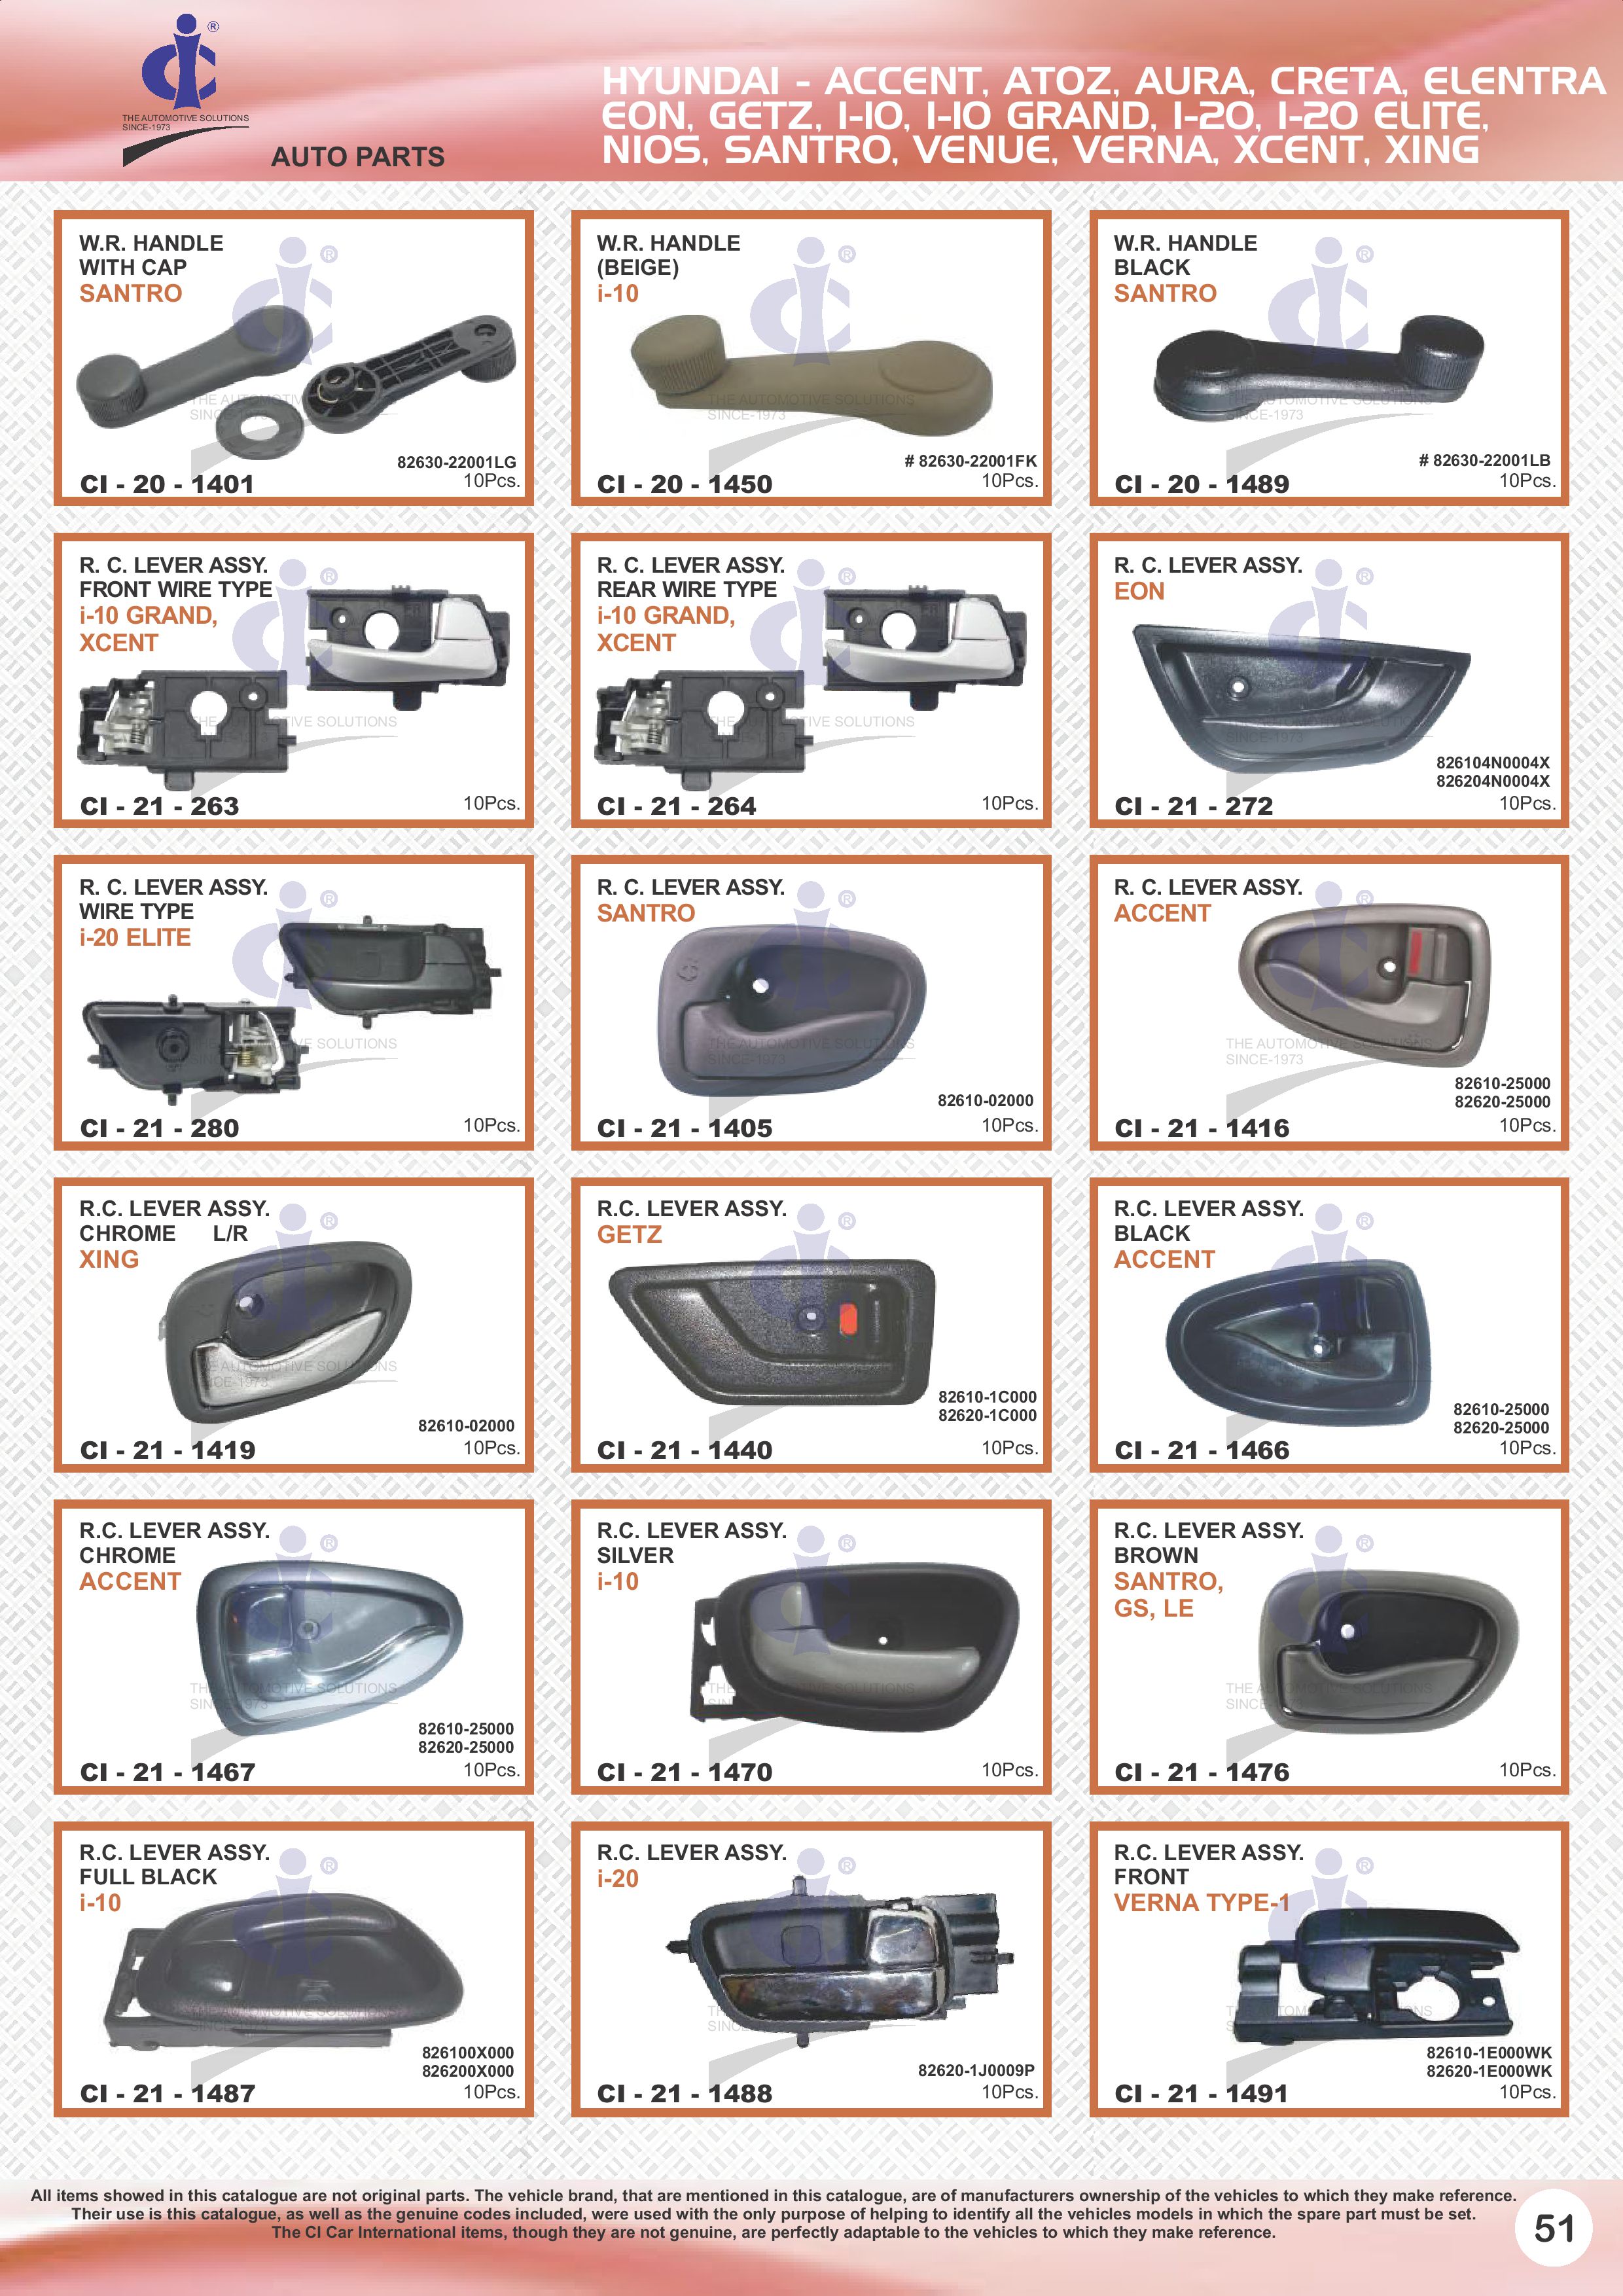 ®
THE AUTOMOTIVE SOLUTIONS
SINCE-1973
AUTO PARTS
HYUNDAI - ACCENT, ATOZ, AURA, CRETA, ELENTRA
EON, GETZ, I-10, I-10 GRAND, I-20, I-20 ELITE,
NIOS, SANTRO, VENUE, VERNA, XCENT, XING
W.R. HANDLE
WITH CAP
SANTRO
82630-22001LG
CI - 20 - 1401
10Pcs.
W.R. HANDLE
(BEIGE)
i-10
# 82630-22001FK
CI - 20 - 1450
10Pcs.
W.R. HANDLE
BLACK
SANTRO
# 82630-22001LB
CI - 20 - 1489
10Pcs.
R. C. LEVER ASSY.
FRONT WIRE TYPE
i-10 GRAND,
XCENT
CI - 21 - 263
10Pcs.
R. C. LEVER ASSY.
REAR WIRE TYPE
i-10 GRAND,
XCENT
CI - 21 - 264
10Pcs.
R. C. LEVER ASSY.
EON
826104N0004X
826204N0004X
CI - 21 - 272
10Pcs.
R. C. LEVER ASSY.
WIRE TYPE
i-20 ELITE
CI - 21 - 280
10Pcs.
R. C. LEVER ASSY.
SANTRO
82610-02000
CI - 21 - 1405
10Pcs.
R. C. LEVER ASSY.
ACCENT
82610-25000
82620-25000
CI - 21 - 1416
10Pcs.
R.C. LEVER ASSY.
CHROME L/R
XING
82610-02000
CI - 21 - 1419
10Pcs.
R.C. LEVER ASSY.
GETZ
82610-1C000
82620-1C000
CI - 21 - 1440
10Pcs.
R.C. LEVER ASSY.
BLACK
ACCENT
82610-25000
82620-25000
CI - 21 - 1466
10Pcs.
R.C. LEVER ASSY.
CHROME
ACCENT
82610-25000
82620-25000
CI - 21 - 1467
10Pcs.
R.C. LEVER ASSY.
SILVER
i-10
CI - 21 - 1470
10Pcs.
R.C. LEVER ASSY.
BROWN
SANTRO,
GS, LE
CI - 21 - 1476
10Pcs.
R.C. LEVER ASSY.
FULL BLACK
i-10
826100X000
826200X000
CI - 21 - 1487
10Pcs.
R.C. LEVER ASSY.
i-20
82620-1J0009P
CI - 21 - 1488
10Pcs.
R.C. LEVER ASSY.
FRONT
VERNA TYPE-1
82610-1E000WK
82620-1E000WK
CI - 21 - 1491
10Pcs.
All items showed in this catalogue are not original parts. The vehicle brand, that are mentioned in this catalogue, are of manufacturers ownership of the vehicles to which they make reference.
Their use is this catalogue, as well as the genuine codes included, were used with the only purpose of helping to identify all the vehicles models in which the spare part must be set.
The CI Car International items, though they are not genuine, are perfectly adaptable to the vehicles to which they make reference.
51